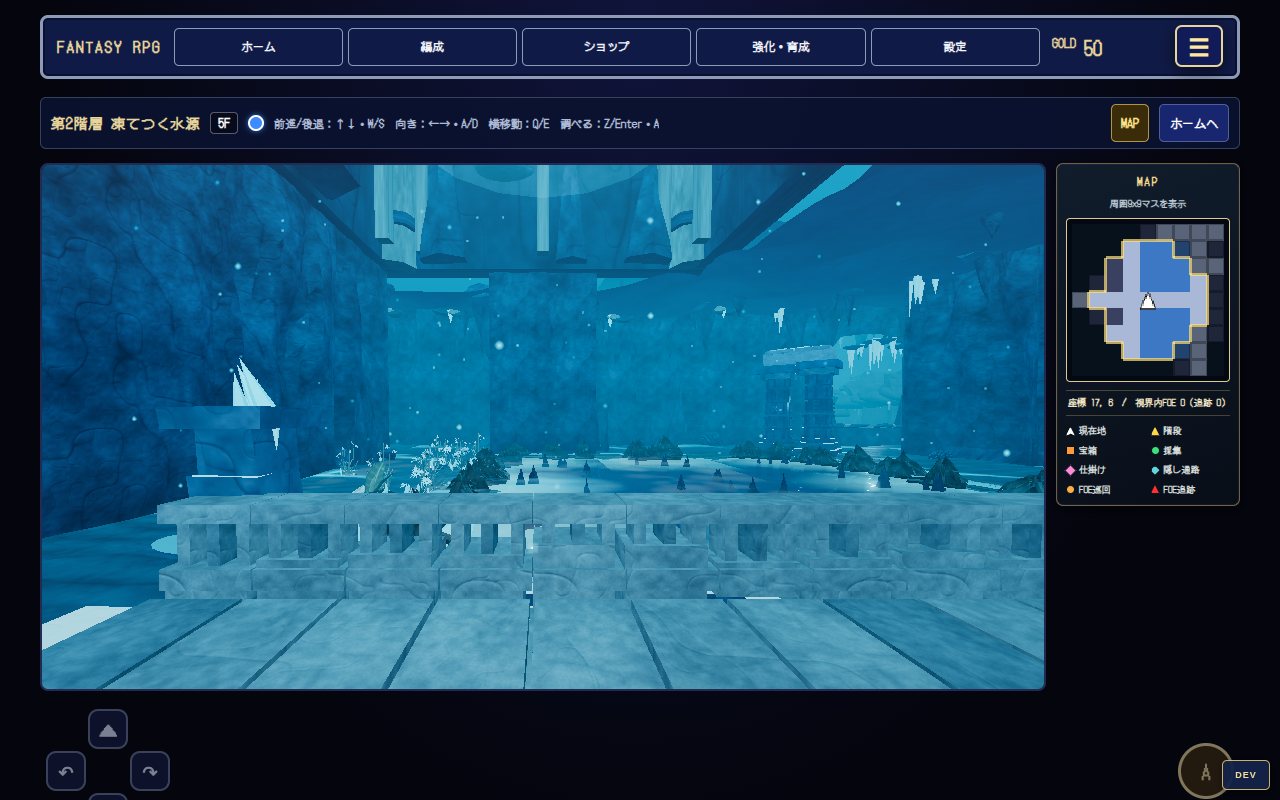 FANTASY RPG
ホーム
編成
ショップ
強化・育成
設定
GOLD 50
第2階層 凍てつく水源
5F
前進/後退：↑↓・W/S 向き：←→・A/D 横移動：Q/E 調べる：Z/Enter・A
MAP
ホームへ
MAP
周囲9x9マスを表示
座標 17, 6 / 視界内FOE 0 (追跡 0)
現在地
階段
宝箱
採集
仕掛け
隠し通路
FOE巡回
FOE追跡
A
DEV